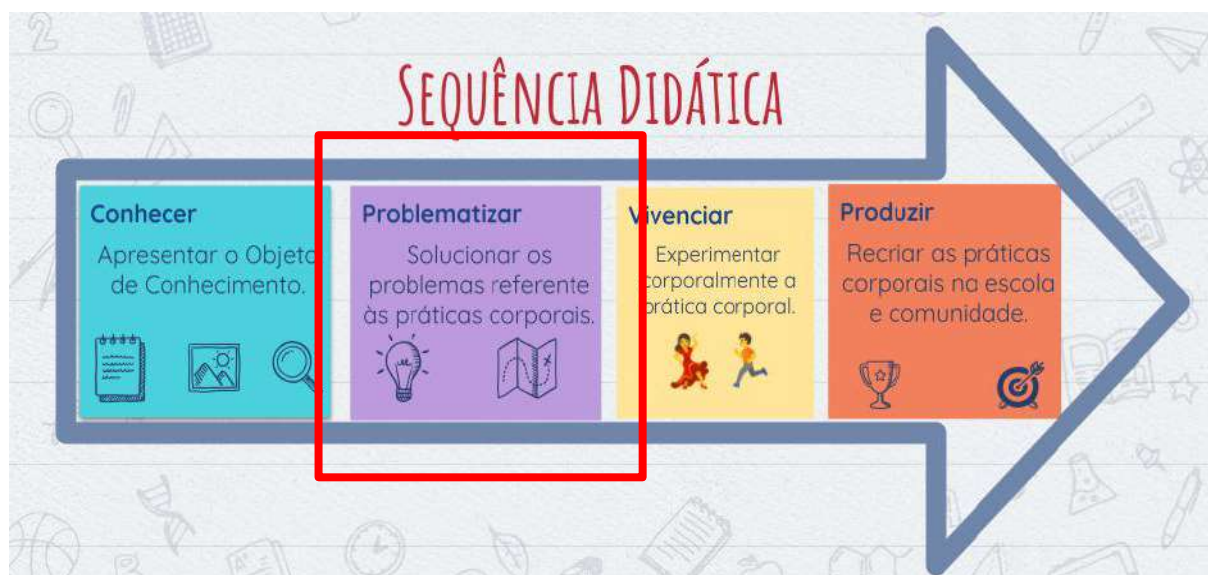 SEQUÊNCIA DIDÁTICA
Conhecer
Apresentar o Objeto
de Conhecimento.
Problematizar
Solucionar os
problemas referente
às práticas corporais.
Vivenciar
Experimentar
corporalmente a
prática corporal.
Produzir
Recriar as práticas
corporais na escola
e comunidade.